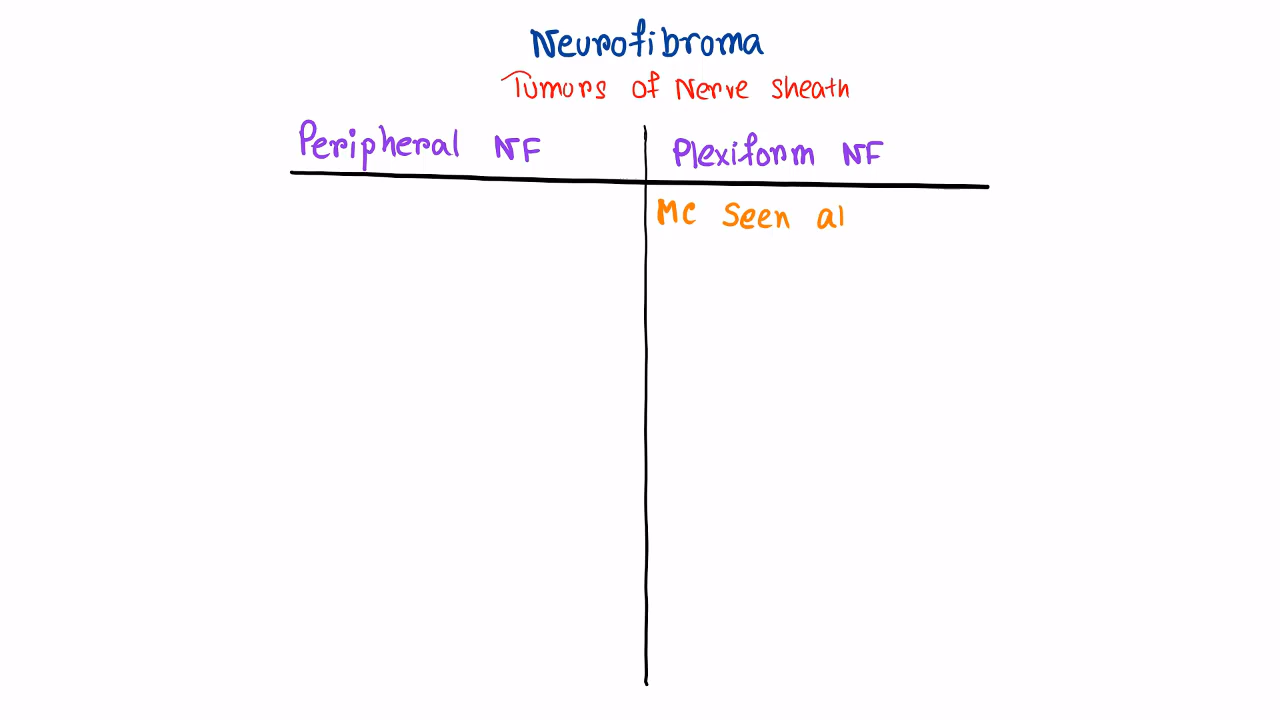 Neurofibroma
Tumors of Nerve sheath
Peripheral NF
Plexiform NF
MC Seen al